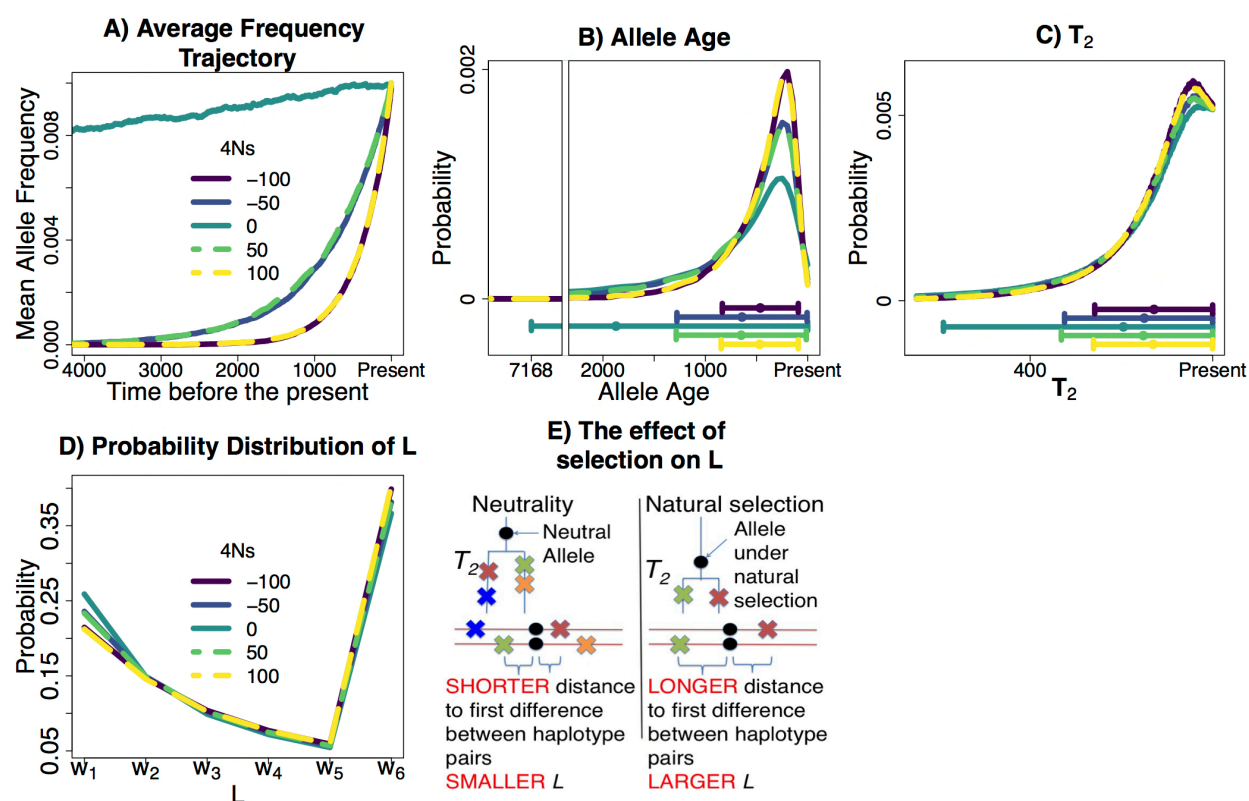 A) Average Frequency
Trajectory
Mean Allele Frequency
0.008
0.004
0.000
4Ns
−100
−50
0
50
100
4000
3000
2000
1000
Present
Time before the present
B) Allele Age
Probability
0.002
0
7168
2000
1000
Present
Allele Age
C) T2
Probability
0.005
0
400
Present
T2
D) Probability Distribution of L
Probability
0.35
0.25
0.15
0.05
4Ns
−100
−50
0
50
100
w1
w2
w3
w4
w5
w6
L
E) The effect of
selection on L
Neutrality
Neutral
Allele
T2
SHORTER distance
to first difference
between haplotype
pairs
SMALLER L
Natural selection
Allele
under
natural
selection
T2
LONGER distance
to first difference
between haplotype
pairs
LARGER L